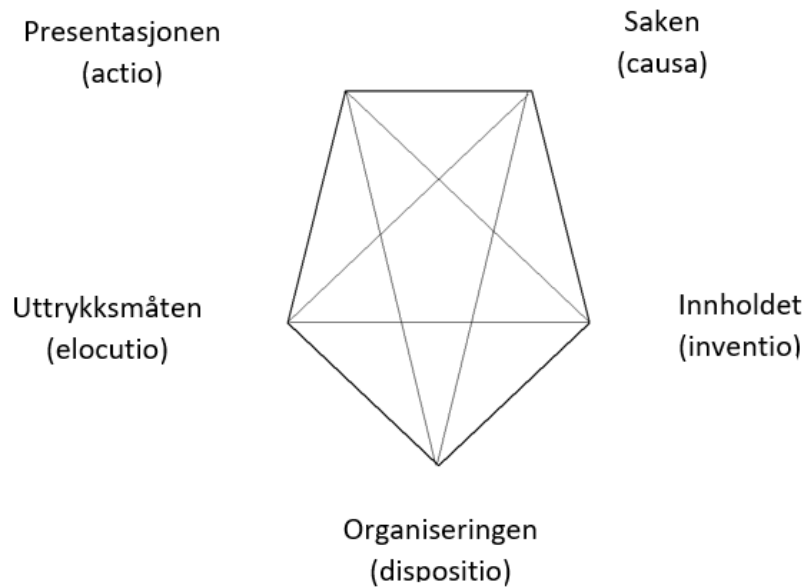 Presentasjonen
(actio)
Saken
(causa)
Uttrykksmåten
(elocutio)
Innholdet
(inventio)
Organiseringen
(dispositio)